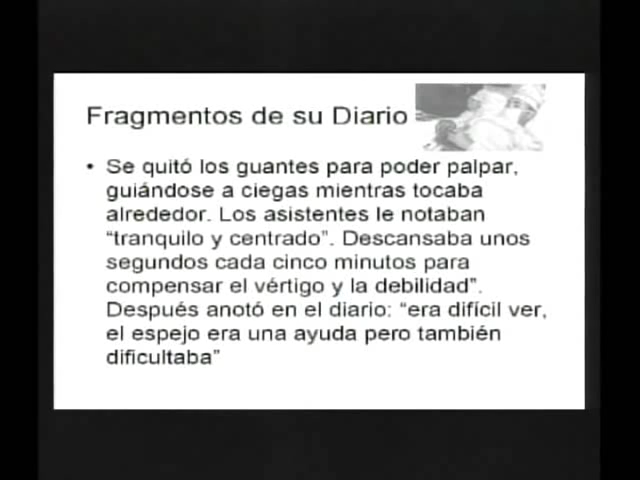 Fragmentos de su Diario
• Se quitó los guantes para poder palpar,
guiándose a ciegas mientras tocaba
alrededor. Los asistentes le notaban
“tranquilo y centrado”. Descansaba unos
segundos cada cinco minutos para
compensar el vértigo y la debilidad”.
Después anotó en el diario: “era difícil ver,
el espejo era una ayuda pero también
dificultaba”